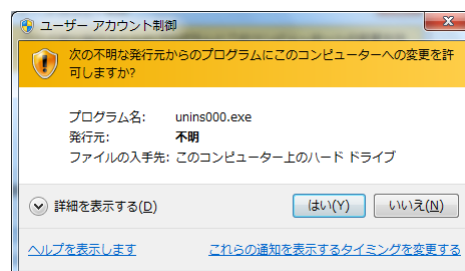 ユーザー アカウント制御
次の不明な発行元からのプログラムにこのコンピューターへの変更を許
可しますか?
プログラム名: unins000.exe
発行元: 不明
ファイルの入手先: このコンピューター上のハード ドライブ
詳細を表示する(D) はい(Y) いいえ(N)
ヘルプを表示します これらの通知を表示するタイミングを変更する